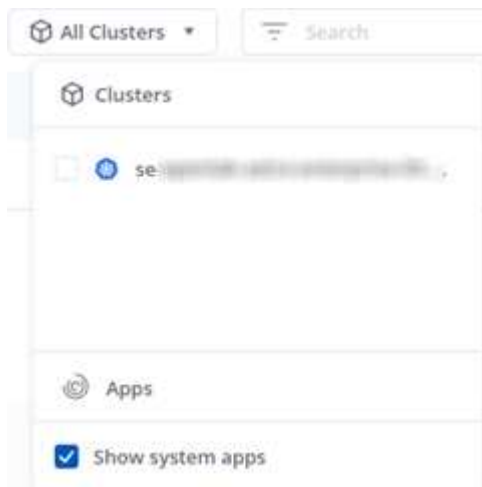 All Clusters
Search
Clusters
se
Apps
Show system apps